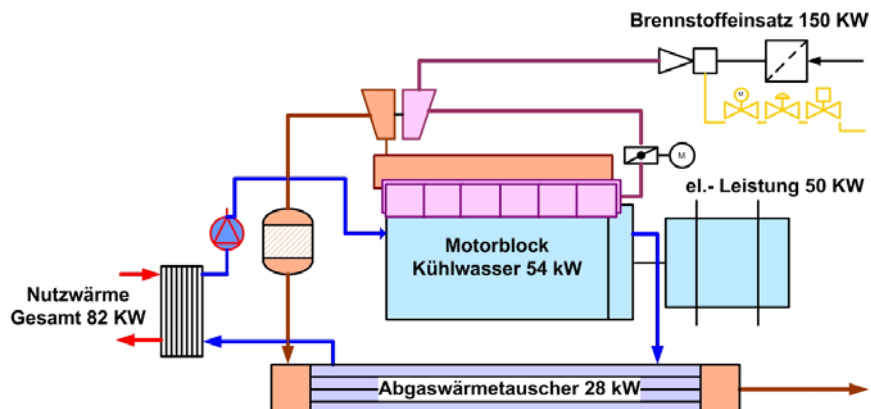 Brennstoffeinsatz 150 KW
M
M
el.- Leistung 50 KW
Motorblock
Kühlwasser 54 kW
Nutzwärme
Gesamt 82 KW
Abgaswärmetauscher 28 kW